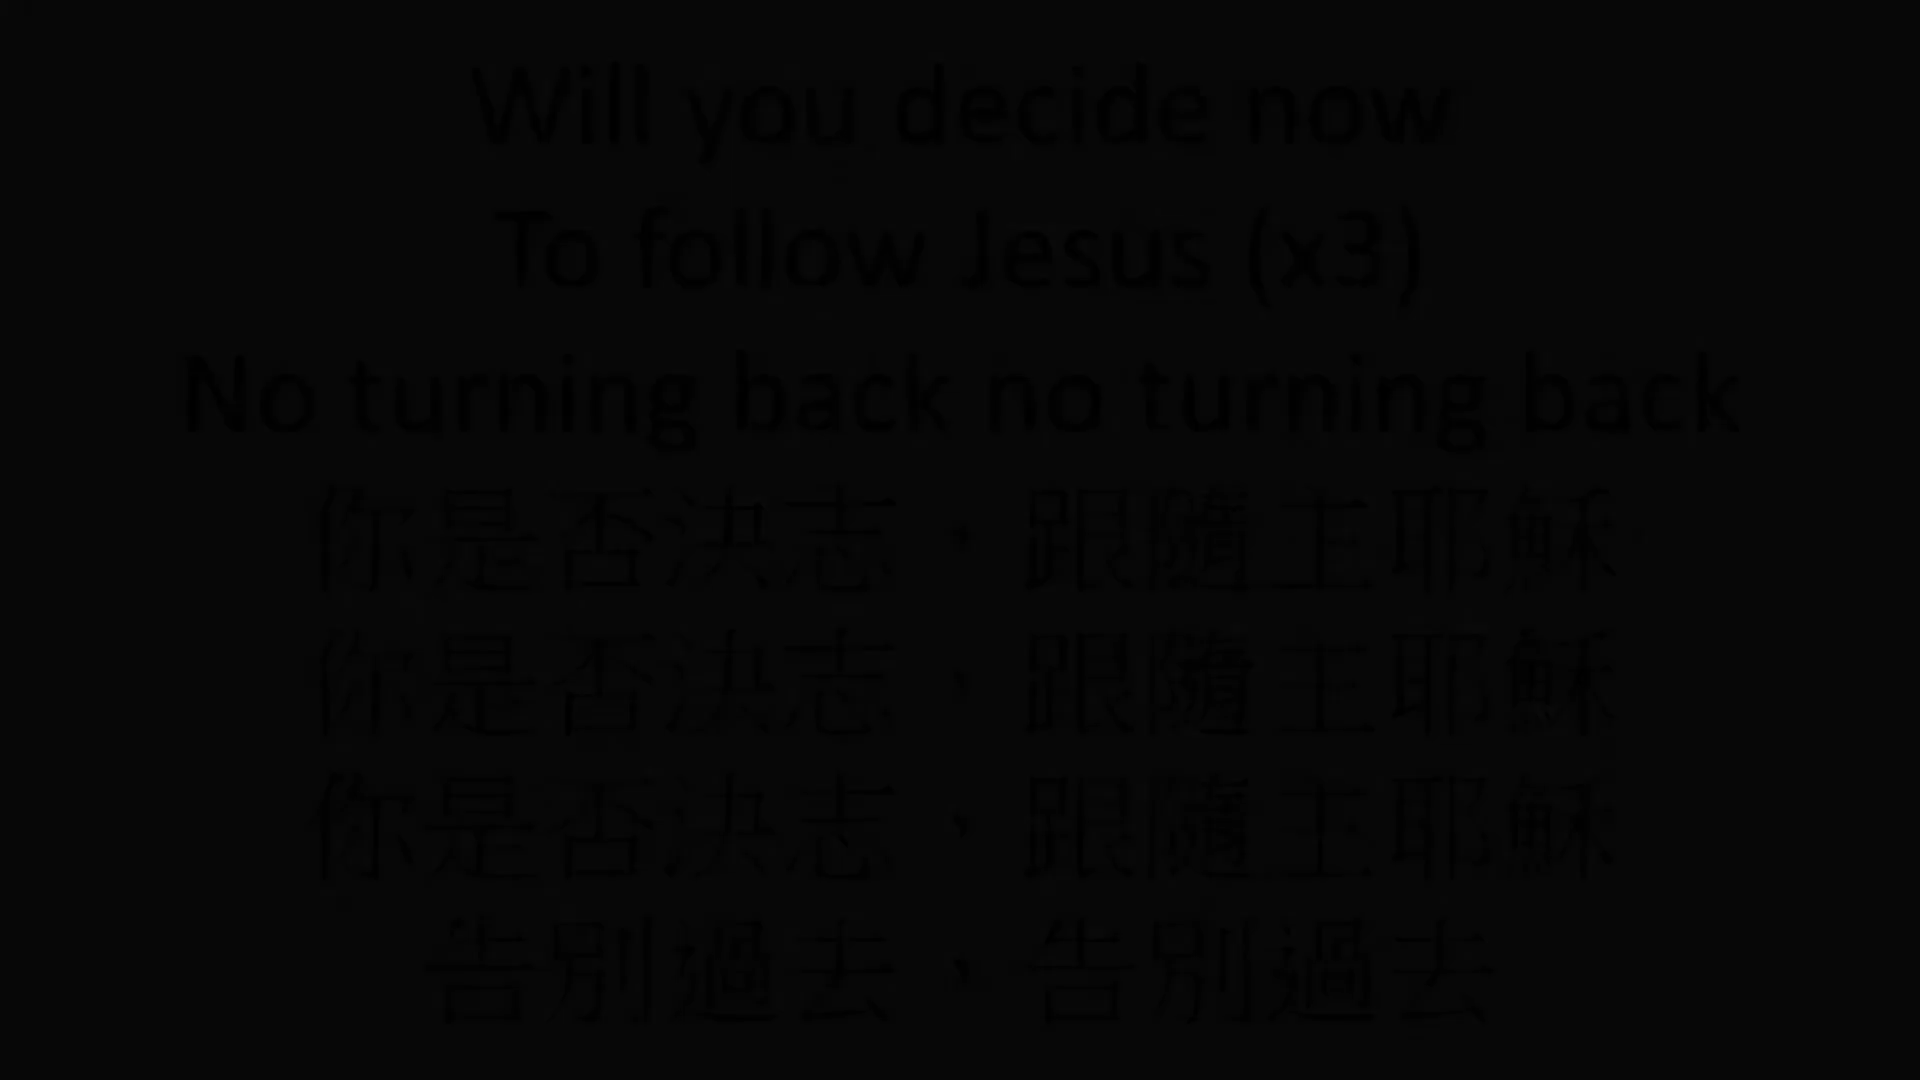 Will you decide now
To follow Jesus (x3)
No turning back no turning back
你是否決志，跟隨主耶穌
你是否決志，跟隨主耶穌
你是否決志，跟隨主耶穌
告別過去，告別過去